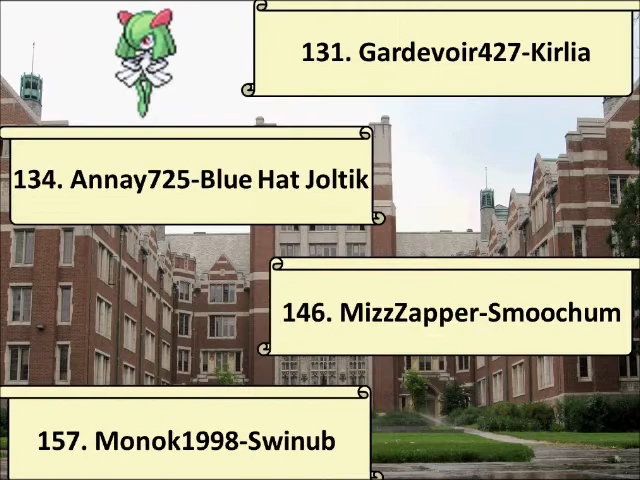 131. Gardevoir427-Kirlia
134. Annay725-Blue Hat Joltik
146. MizzZapper-Smoochum
157. Monok1998-Swinub